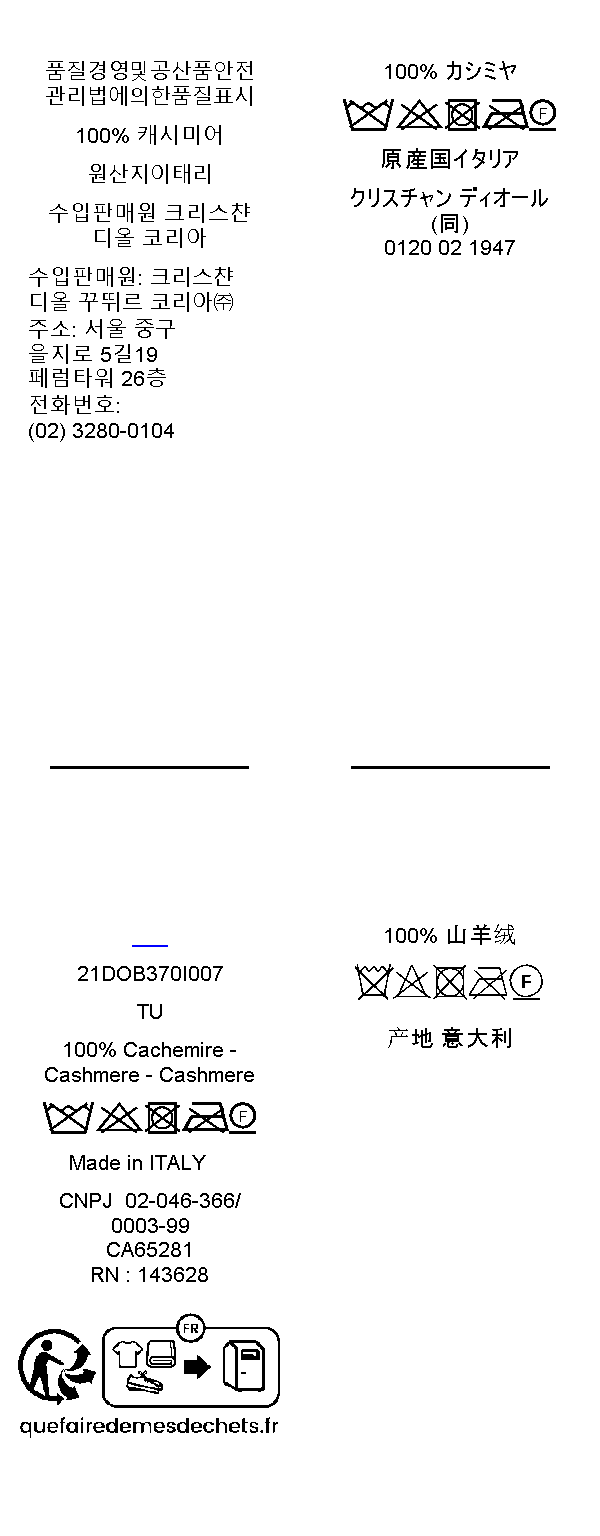 품질경영및공산품안전
관리법에의한품질표시
100% 캐시미어
원산지이태리
수입판매원 크리스챤
디올 코리아
수입판매원: 크리스챤
디올 꾸뛰르 코리아㈜
주소: 서울 중구
을지로 5길19
페럼타워 26층
전화번호:
(02) 3280-0104
100% カシミヤ
F
原産国イタリア
クリスチャン ディオール
(同)
0120 02 1947
21DOB370I007
TU
100% Cachemire -
Cashmere - Cashmere
F
Made in ITALY
CNPJ 02-046-366/
0003-99
CA65281
RN : 143628
FR
quefairedemesdechets.fr
100% 山羊绒
F
产地 意大利